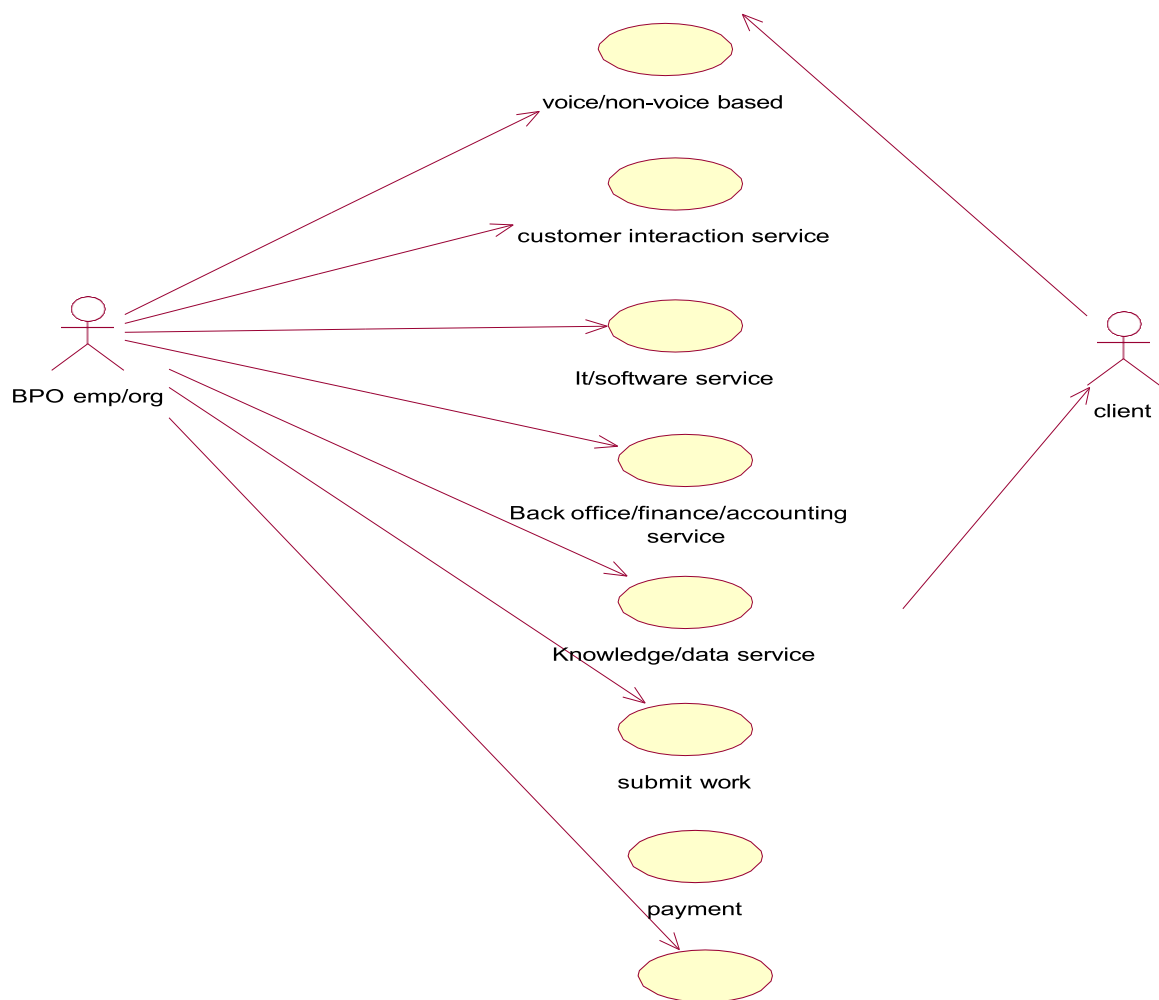 voice/non-voice based
customer interaction service
It/software service
BPO emp/org
client
Back office/finance/accounting
service
Knowledge/data service
submit work
payment